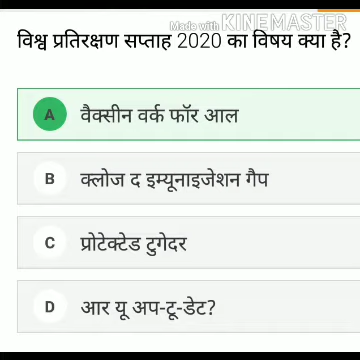 Made with KINEMASTER
विश्व प्रतिरक्षण सप्ताह 2020 का विषय क्या है?
A वैक्सीन वर्क फॉर आल
B क्लोज द इम्यूनाइजेशन गैप
C प्रोटेक्टेड टुगेदर
D आर यू अप-टू-डेट?